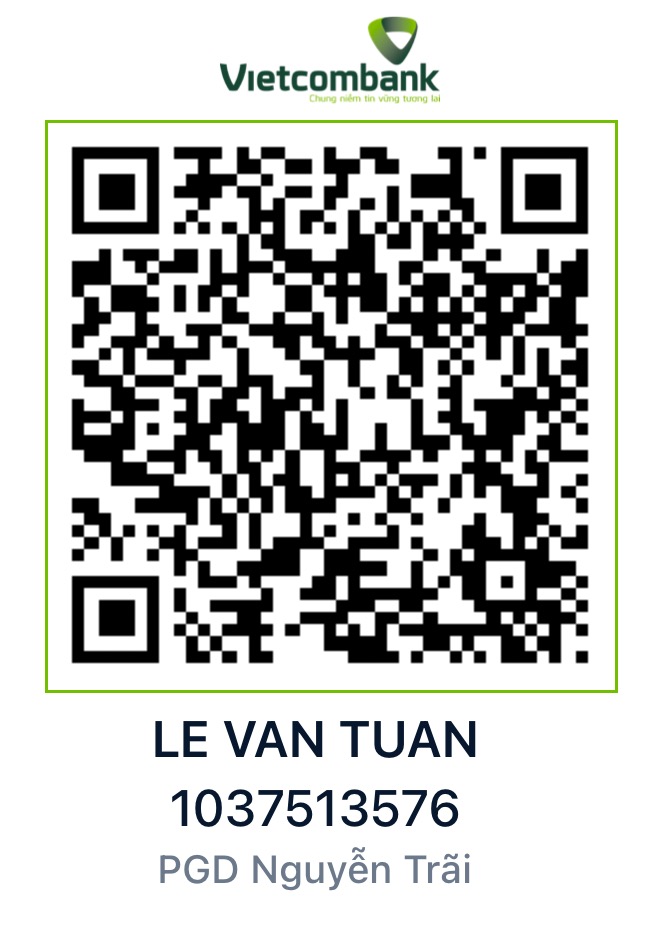 Vietcombank
Chung niềm tin vững tương lai
LE VAN TUAN
1037513576
PGD Nguyễn Trãi